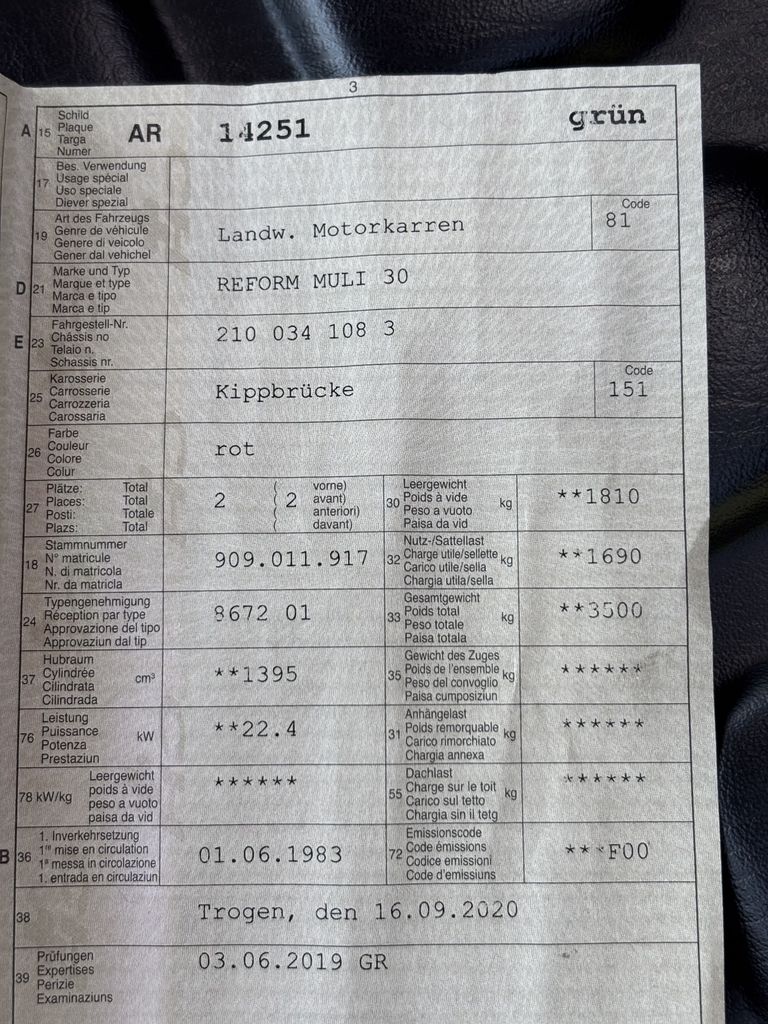 3
A 15 Schild
Plaque
Targa
Numer
AR 14251 grün
17 Bes. Verwendung
Usage spécial
Uso speciale
Diever spezial
19 Art des Fahrzeugs
Genre de véhicule
Genere di veicolo
Gener dal vehichel
Landw. Motorkarren
Code
81
D 21 Marke und Typ
Marque et type
Marca e tipo
Marca e tip
REFORM MULI 30
E 23 Fahrgestell-Nr.
Châssis no
Telaio n.
Schassis nr.
210 034 108 3
25 Karosserie
Carrosserie
Carrozzeria
Carossaria
Kippbrücke
Code
151
26 Farbe
Couleur
Colore
Colur
rot
27 Plätze: Total
Places: Total
Posti: Totale
Plazs: Total
2 ( 2 vorne)
( avant)
( anteriori)
( davant)
30 Leergewicht
Poids à vide
Peso a vuoto
Paisa da vid
kg
**1810
18 Stammnummer
N° matricule
N. di matricola
Nr. da matricla
909.011.917
32 Nutz-/Sattellast
Charge utile/sellette
Carico utile/sella
Chargia utila/sella
kg
**1690
24 Typengenehmigung
Réception par type
Approvazione del tipo
Approvaziun dal tip
8672 01
33 Gesamtgewicht
Poids total
Peso totale
Paisa totala
kg
**3500
37 Hubraum
Cylindrée
Cilindrata
Cilindrada
cm³
**1395
35 Gewicht des Zuges
Poids de l'ensemble
Peso del convoglio
Paisa cumposiziun
kg
******
76 Leistung
Puissance
Potenza
Prestaziun
kW
**22.4
31 Anhängelast
Poids remorquable
Carico rimorchiato
Chargia annexa
kg
******
78 kW/kg Leergewicht
poids à vide
peso a vuoto
paisa da vid
******
55 Dachlast
Charge sur le toit
Carico sul tetto
Chargia sin il tetg
kg
******
B 36 1. Inverkehrsetzung
1re mise en circulation
1a messa in circolazione
1. entrada en circulaziun
01.06.1983
72 Emissionscode
Code émissions
Codice emissioni
Code d'emissiuns
***F00
38 Trogen, den 16.09.2020
39 Prüfungen
Expertises
Perizie
Examinaziuns
03.06.2019 GR